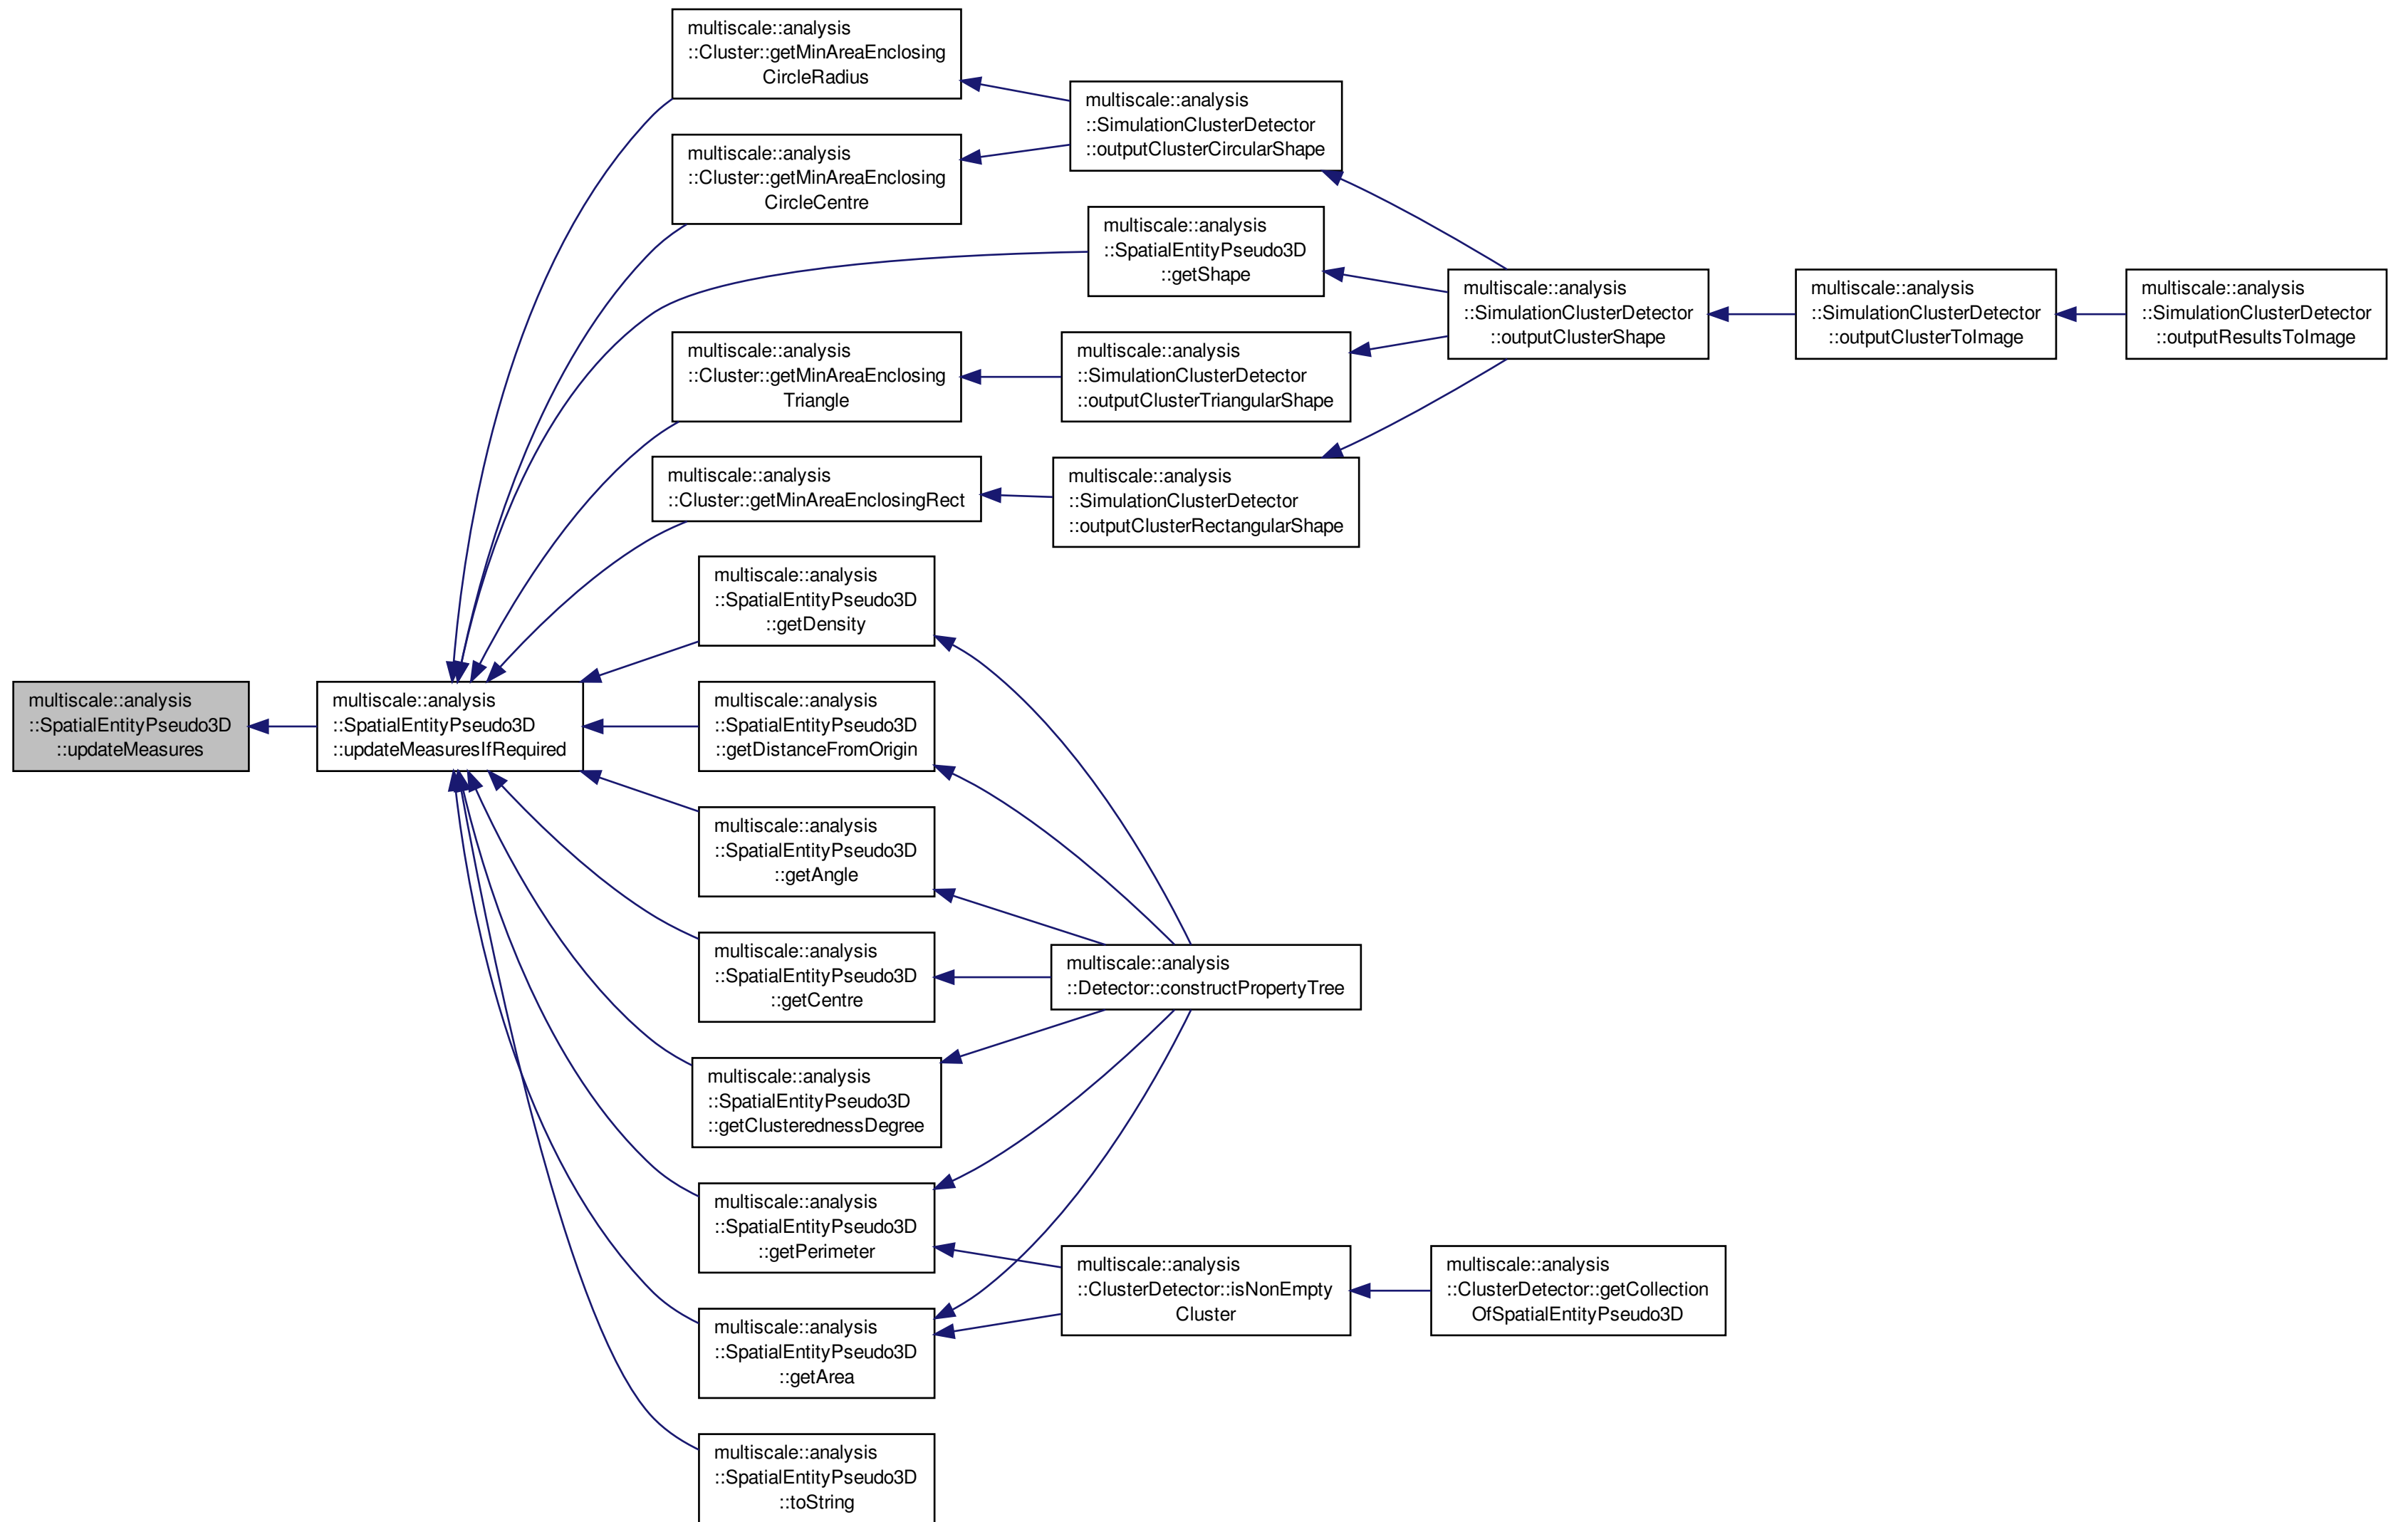 multiscale::analysis
::Cluster::getMinAreaEnclosing
CircleRadius
multiscale::analysis
::SimulationClusterDetector
::outputClusterCircularShape
multiscale::analysis
::Cluster::getMinAreaEnclosing
CircleCentre
multiscale::analysis
::SpatialEntityPseudo3D
::getShape
multiscale::analysis
::SimulationClusterDetector
::outputClusterShape
multiscale::analysis
::SimulationClusterDetector
::outputClusterToImage
multiscale::analysis
::SimulationClusterDetector
::outputResultsToImage
multiscale::analysis
::Cluster::getMinAreaEnclosing
Triangle
multiscale::analysis
::SimulationClusterDetector
::outputClusterTriangularShape
multiscale::analysis
::Cluster::getMinAreaEnclosingRect
multiscale::analysis
::SimulationClusterDetector
::outputClusterRectangularShape
multiscale::analysis
::SpatialEntityPseudo3D
::getDensity
multiscale::analysis
::SpatialEntityPseudo3D
::updateMeasures
multiscale::analysis
::SpatialEntityPseudo3D
::updateMeasuresIfRequired
multiscale::analysis
::SpatialEntityPseudo3D
::getDistanceFromOrigin
multiscale::analysis
::SpatialEntityPseudo3D
::getAngle
multiscale::analysis
::SpatialEntityPseudo3D
::getCentre
multiscale::analysis
::Detector::constructPropertyTree
multiscale::analysis
::SpatialEntityPseudo3D
::getClusterednessDegree
multiscale::analysis
::SpatialEntityPseudo3D
::getPerimeter
multiscale::analysis
::ClusterDetector::isNonEmpty
Cluster
multiscale::analysis
::ClusterDetector::getCollection
OfSpatialEntityPseudo3D
multiscale::analysis
::SpatialEntityPseudo3D
::getArea
multiscale::analysis
::SpatialEntityPseudo3D
::toString